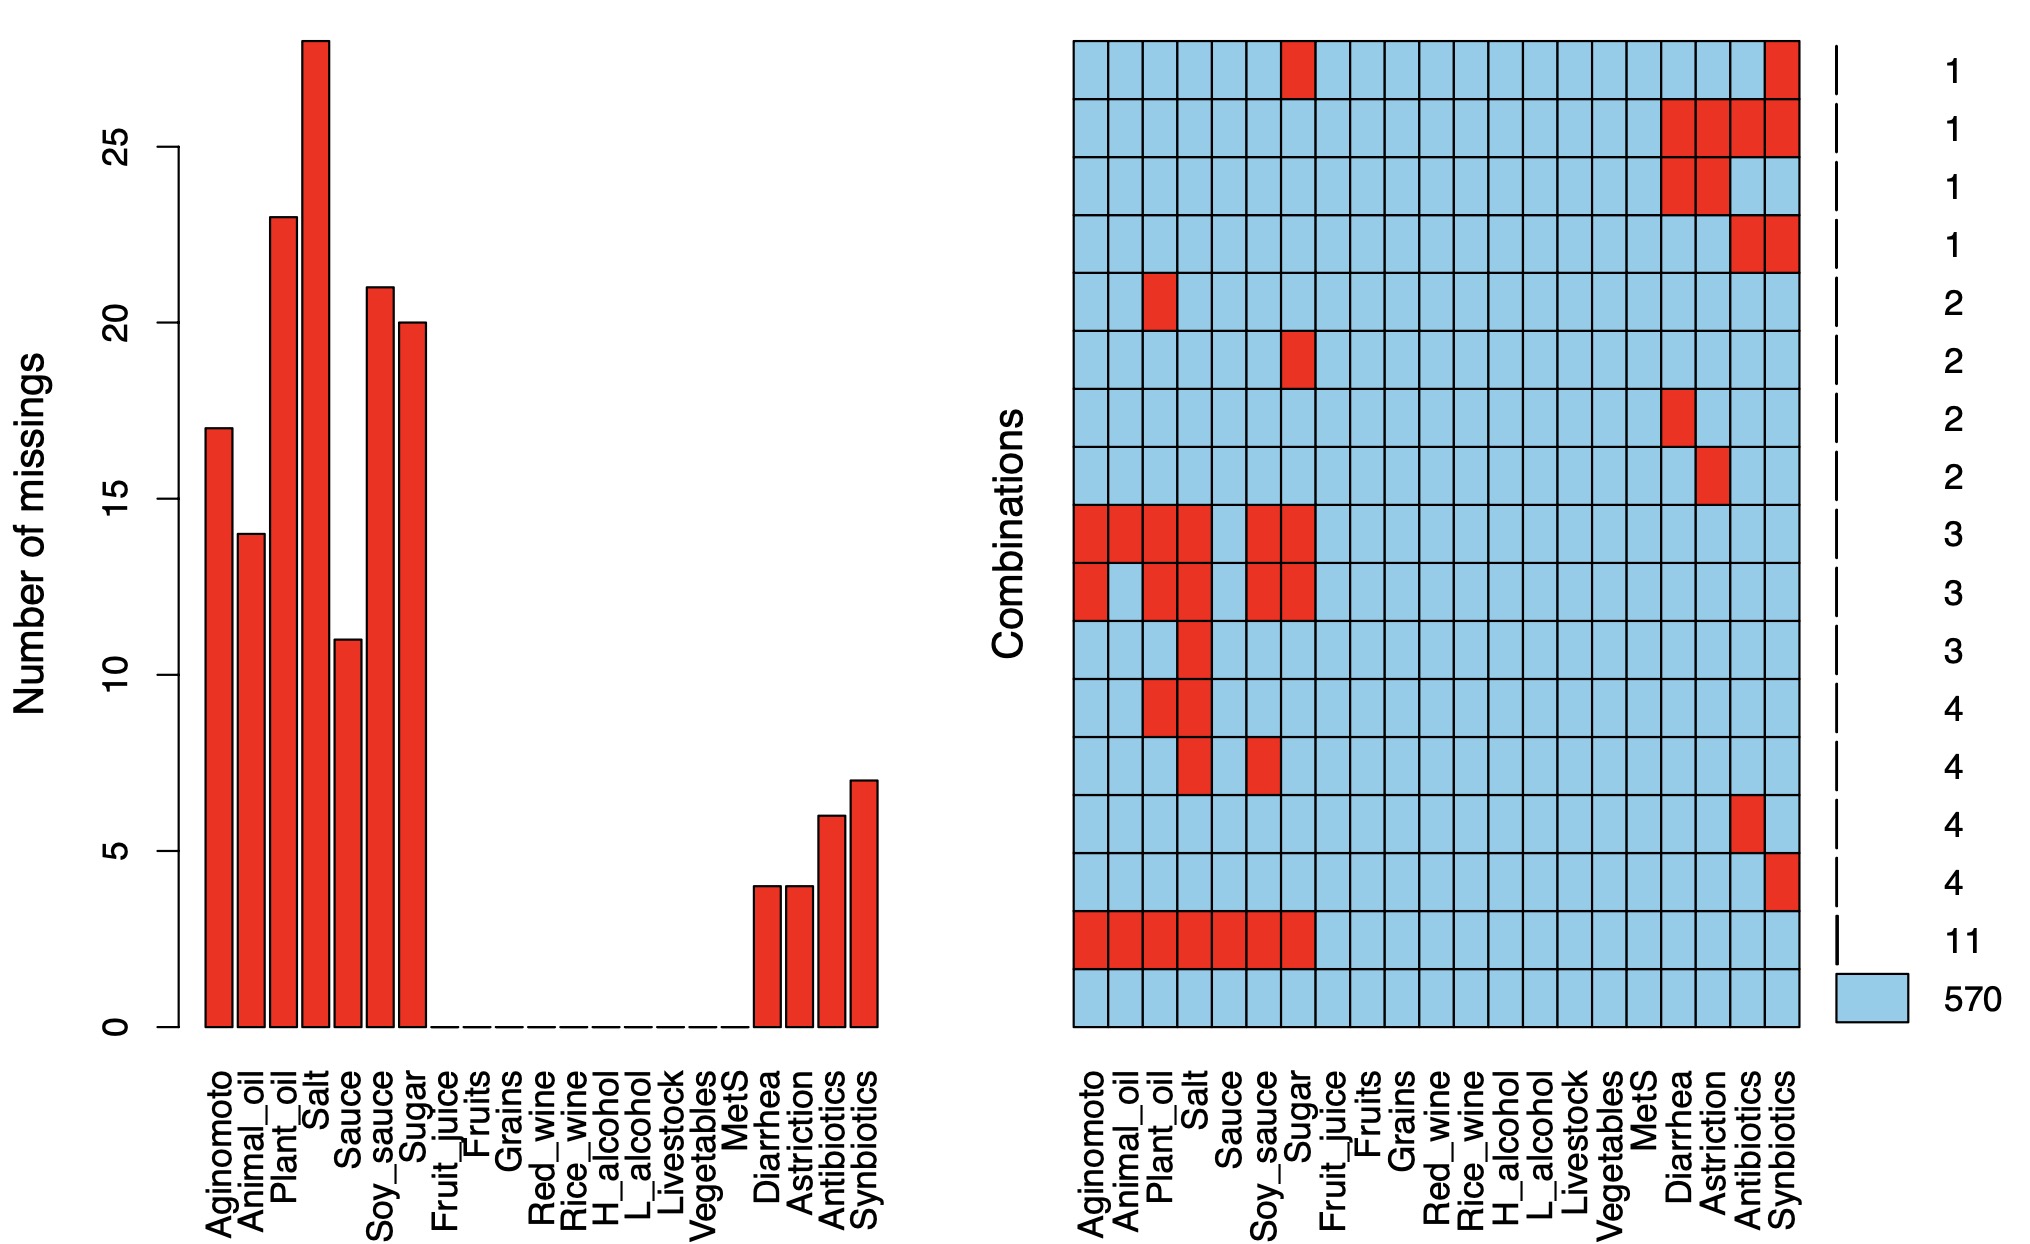 Number of missings
0
5
10
15
20
25
Aginomoto
Animal_oil
Plant_oil
Salt
Sauce
Soy_sauce
Sugar
Fruit_juice
Fruits
Grains
Red_wine
Rice_wine
H_alcohol
L_alcohol
Livestock
Vegetables
MetS
Diarrhea
Astriction
Antibiotics
Synbiotics
Combinations
Aginomoto
Animal_oil
Plant_oil
Salt
Sauce
Soy_sauce
Sugar
Fruit_juice
Fruits
Grains
Red_wine
Rice_wine
H_alcohol
L_alcohol
Livestock
Vegetables
MetS
Diarrhea
Astriction
Antibiotics
Synbiotics
1
1
1
1
2
2
2
2
3
3
3
4
4
4
4
11
570